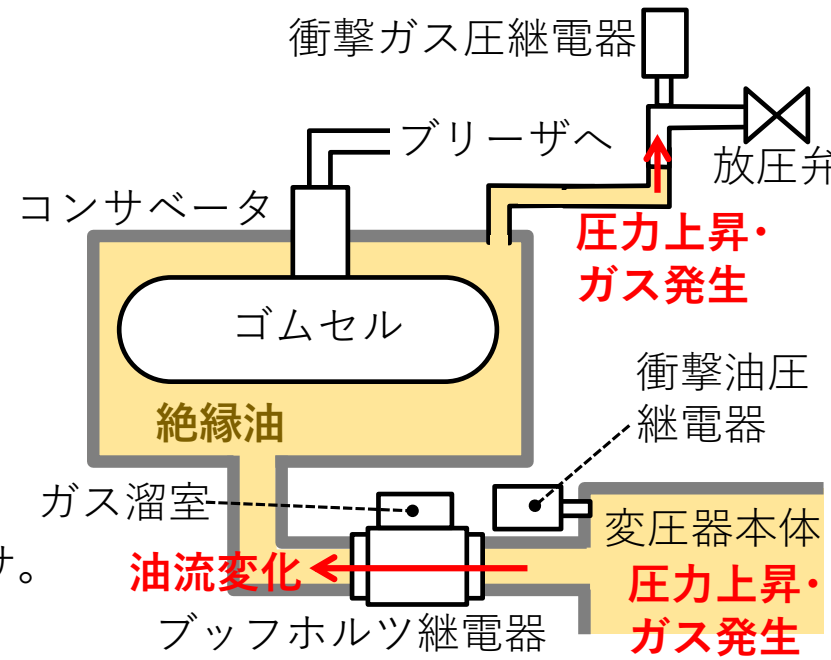 衝撃ガス圧継電器
ブリーザへ
放圧弁
コンサベータ
圧力上昇・
ガス発生
ゴムセル
衝撃油圧
継電器
絶縁油
ガス溜室
変圧器本体
す。
油流変化
圧力上昇・
ガス発生
ブッフホルツ継電器